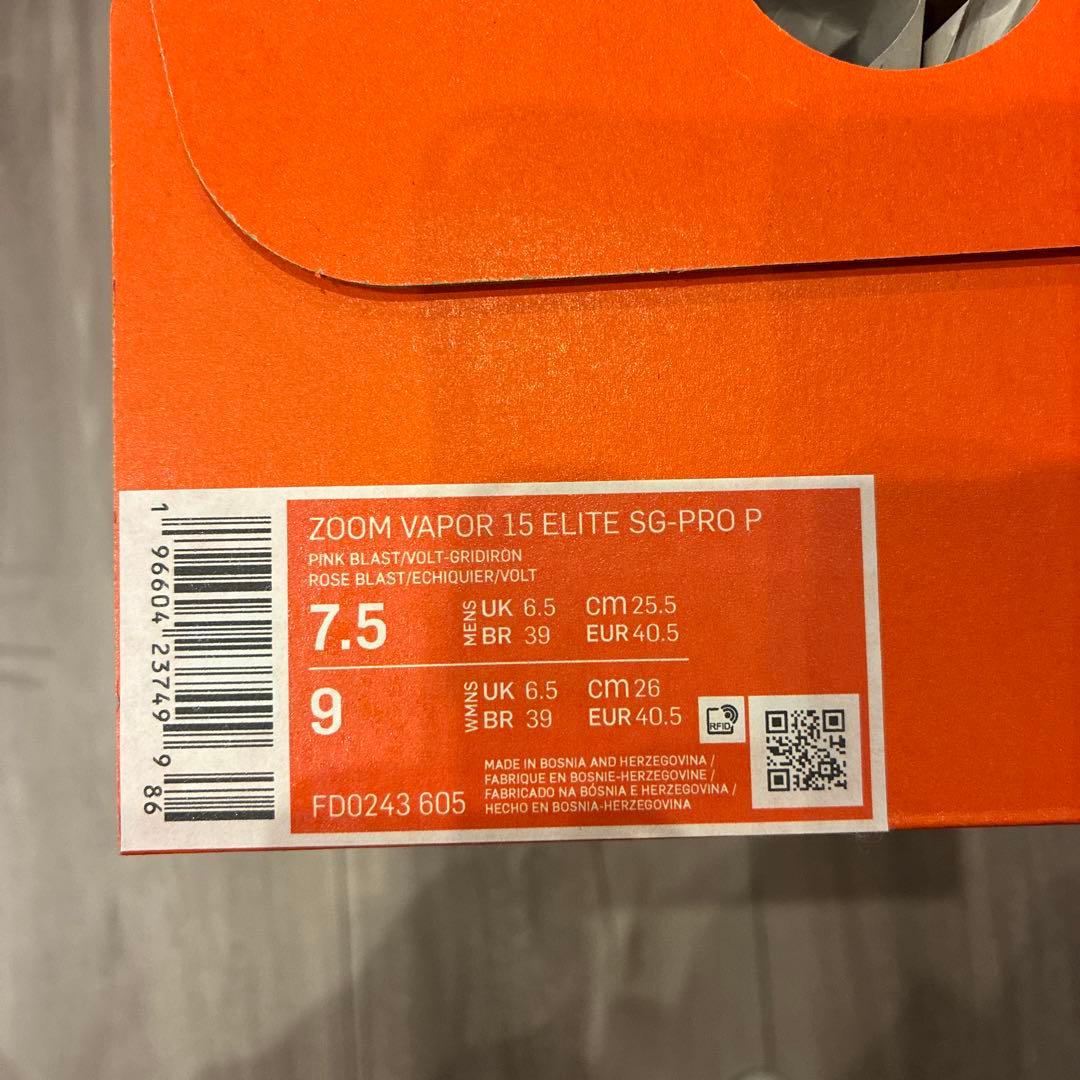 ZOOM VAPOR 15 ELITE SG-PRO P
PINK BLAST/VOLT-GRIDIRON
ROSE BLAST/ECHIQUIER/VOLT
7.5 MENS UK 6.5 cm 25.5
BR 39 EUR 40.5
9 WMNS UK 6.5 cm 26
BR 39 EUR 40.5
RFID
MADE IN BOSNIA AND HERZEGOVINA /
FABRIQUE EN BOSNIE-HERZEGOVINE /
FABRICADO NA BÓSNIA E HERZEGOVINA /
HECHO EN BOSNIA-HERZEGOVINA
FD0243 605
1 96604 23749 9 86